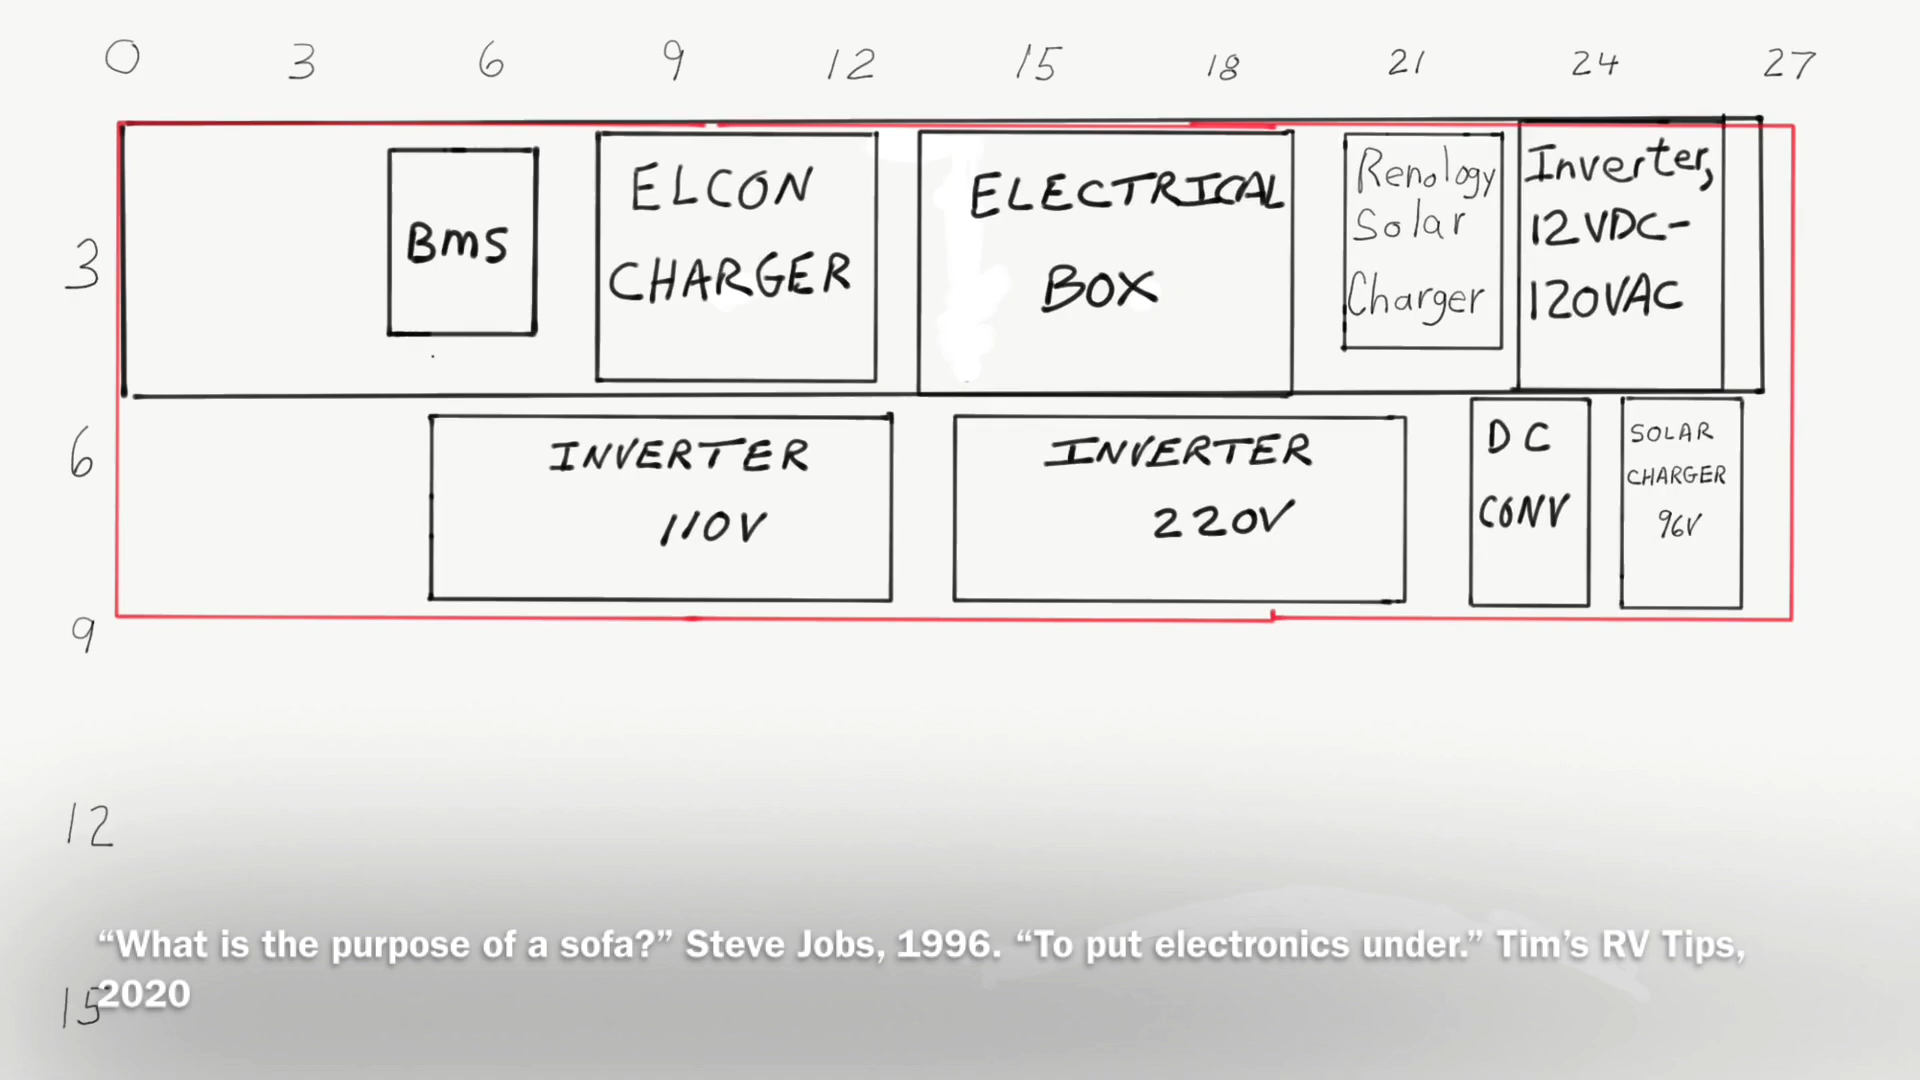 0 3 6 9 12 15 18 21 24 27
3
6
9
12
15
BMS
ELCON
CHARGER
ELECTRICAL
BOX
Renology
Solar
Charger
Inverter,
12VDC-
120VAC
INVERTER
110V
INVERTER
220V
DC
CONV
SOLAR
CHARGER
96V
“What is the purpose of a sofa?” Steve Jobs, 1996. “To put electronics under.” Tim’s RV Tips,
2020